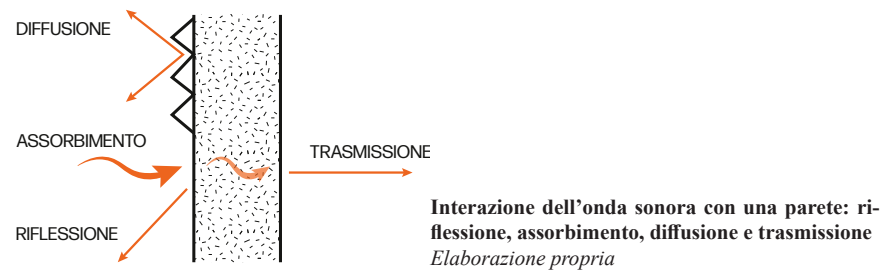 DIFFUSIONE
ASSORBIMENTO
TRASMISSIONE
RIFLESSIONE
Interazione dell'onda sonora con una parete: ri-
flessione, assorbimento, diffusione e trasmissione
Elaborazione propria